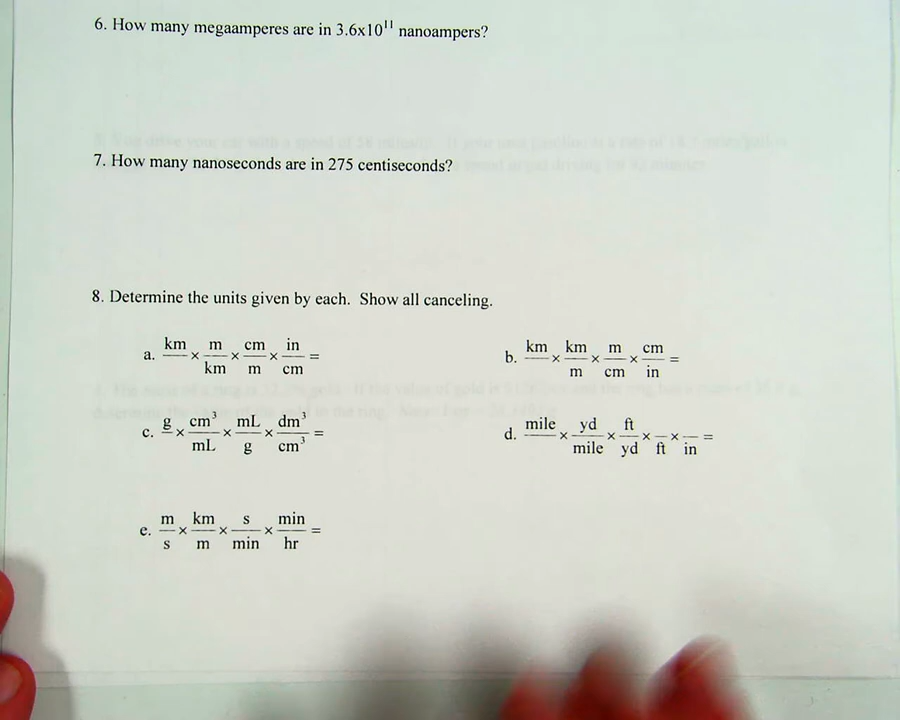 6. How many megaamperes are in 3.6x10¹¹ nanoampers?
7. How many nanoseconds are in 275 centiseconds?
8. Determine the units given by each. Show all canceling.
a. km/ × m/km × cm/m × in/cm =
b. km/ × km/m × m/cm × cm/in =
c. g/ × cm³/mL × mL/g × dm³/cm³ =
d. mile/ × yd/mile × ft/yd × /ft × /in =
e. m/s × km/m × s/min × min/hr =